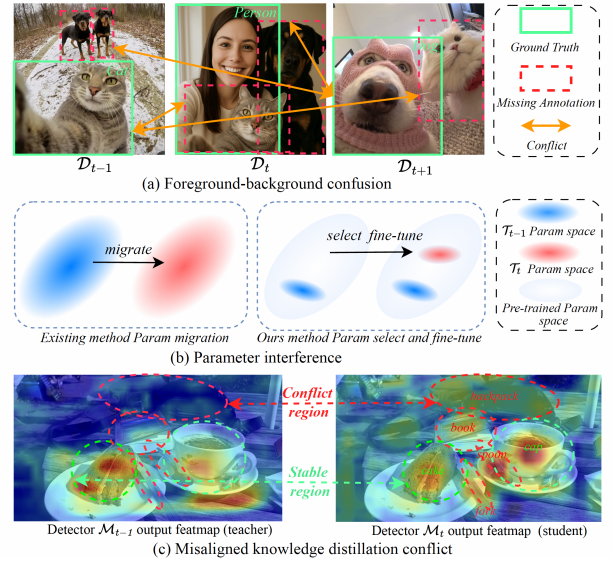 Cat
Person
Dog
Ground Truth
Missing Annotation
Conflict
𝒟ₜ₋₁
𝒟ₜ
𝒟ₜ₊₁
(a) Foreground-background confusion
migrate
select fine-tune
𝒯ₜ₋₁ Param space
𝒯ₜ Param space
Pre-trained Param
space
Existing method Param migration
Ours method Param select and fine-tune
(b) Parameter interference
Conflict
region
book
spoon
cup
fork
Stable
region
Detector ℳₜ₋₁ output featmap (teacher)
Detector ℳₜ output featmap (student)
(c) Misaligned knowledge distillation conflict